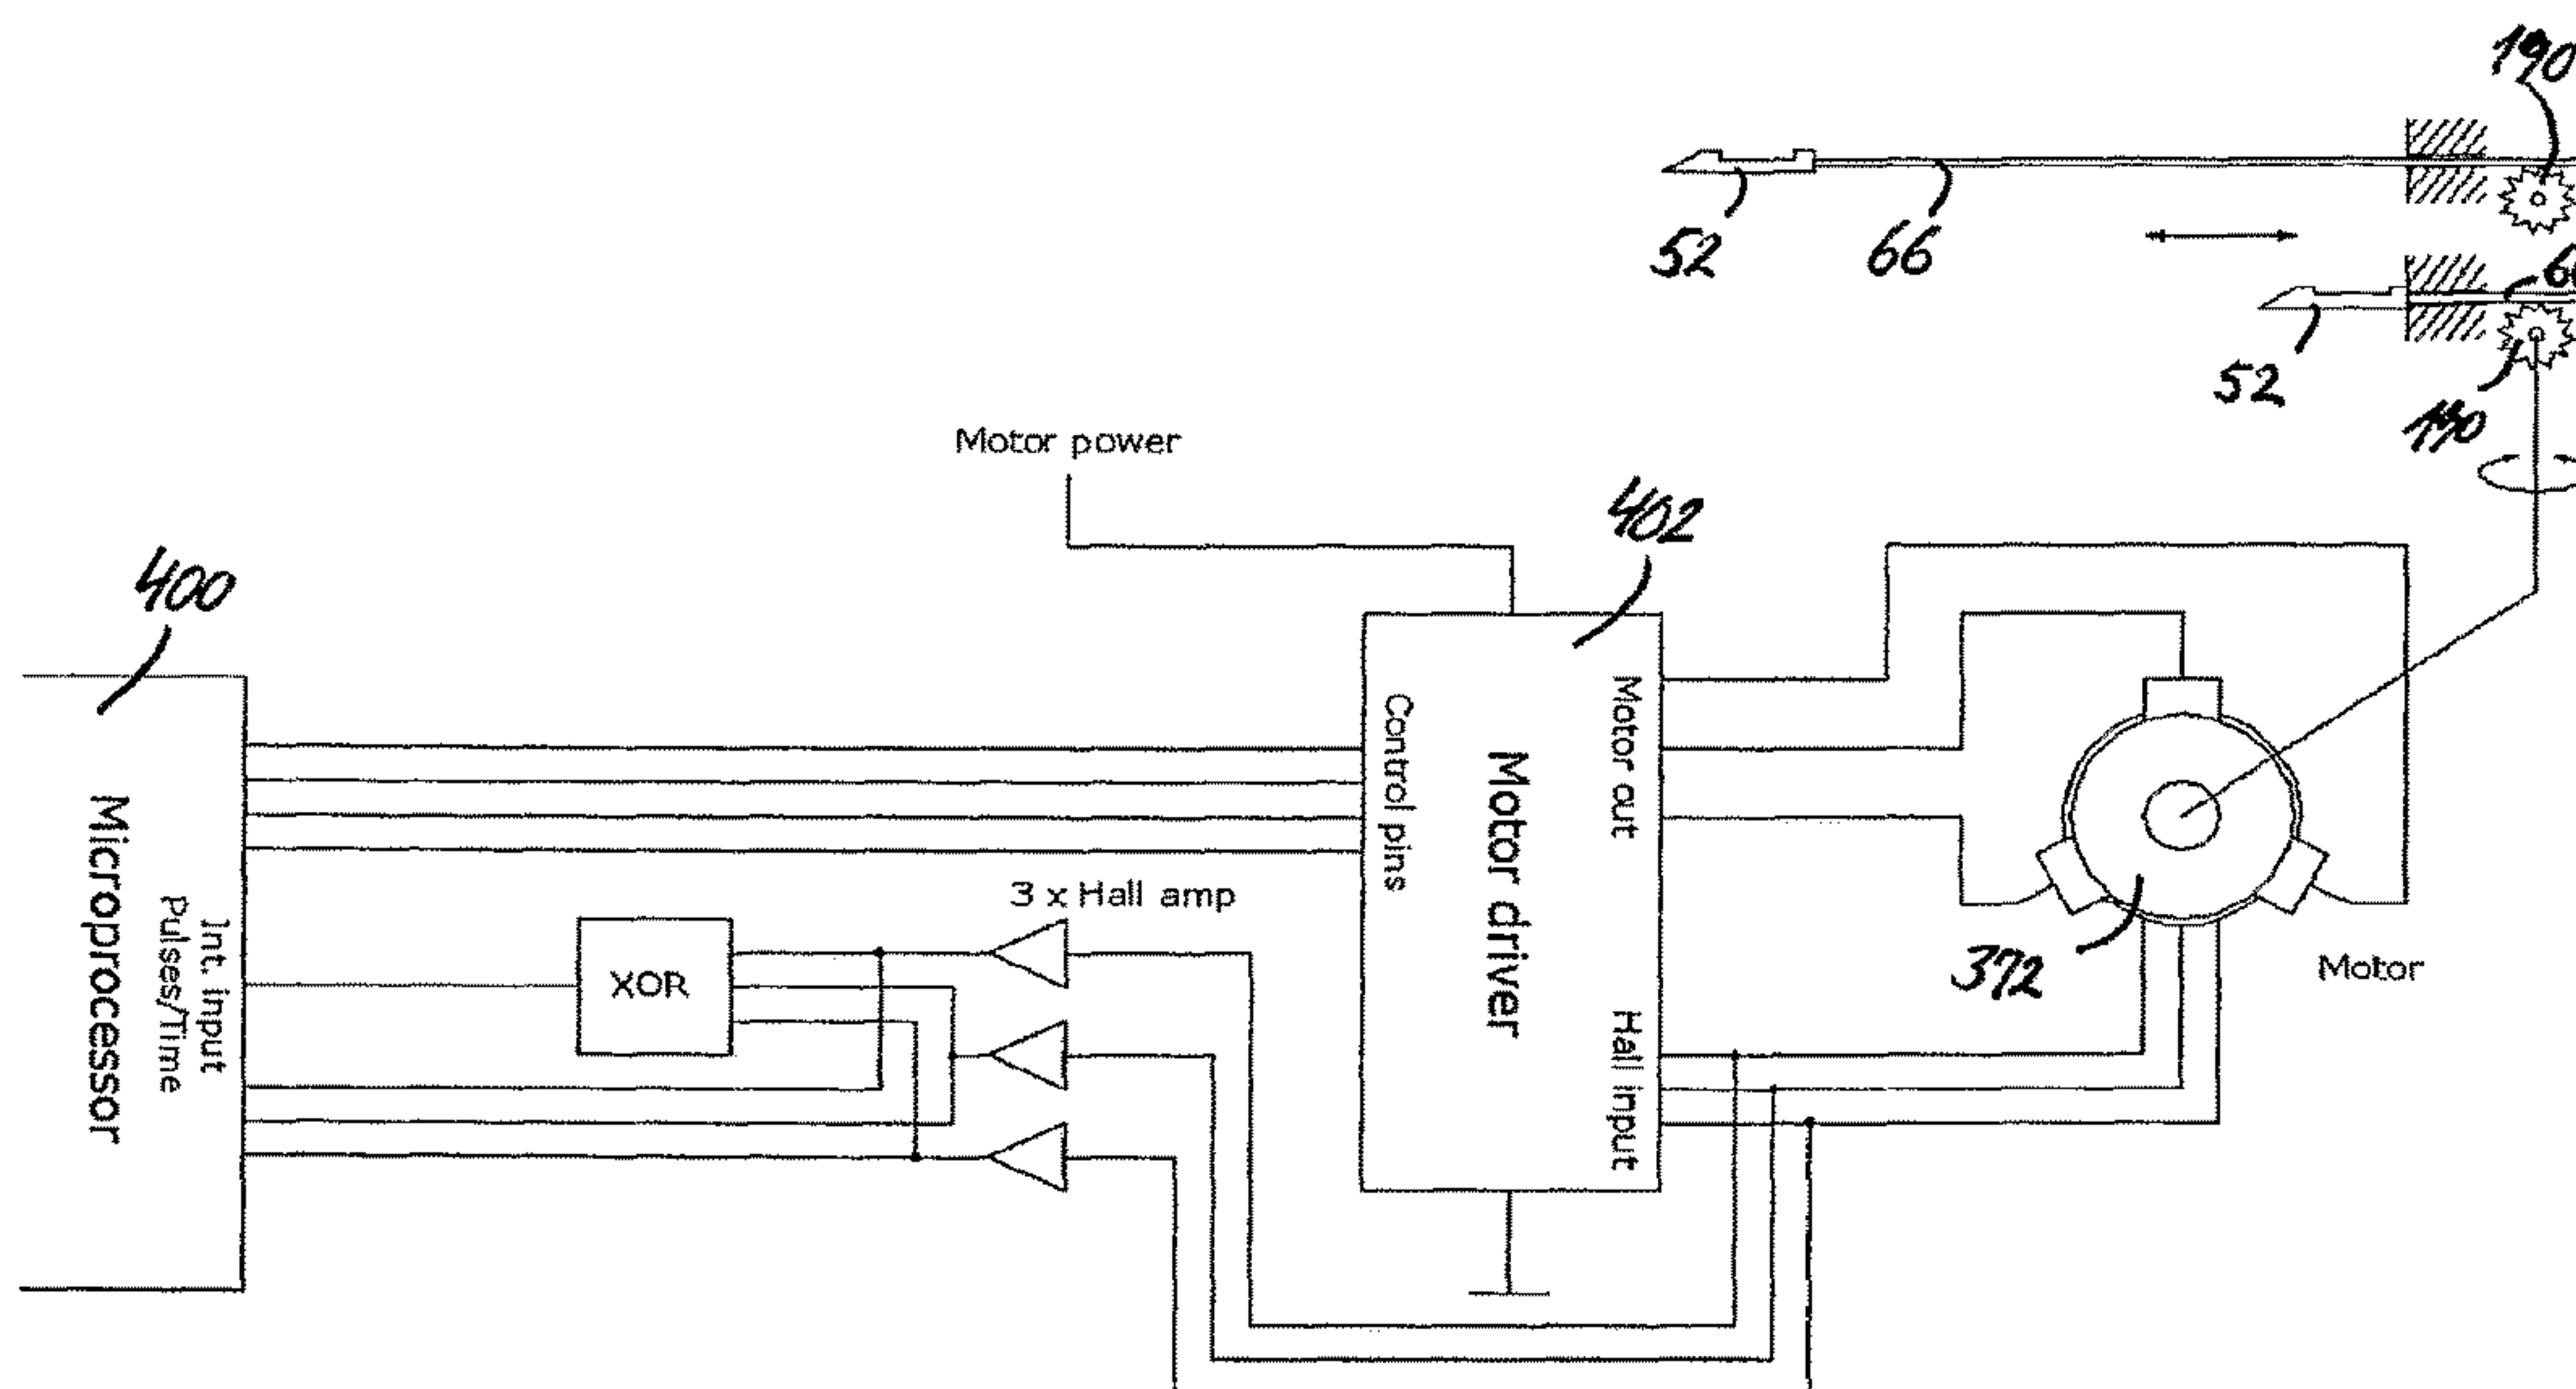 190
52
66
52
190
Motor power
402
400
Control pins
Motor driver
Motor out
Hall input
3 x Hall amp
XOR
Int. input
Pulses/Time
Microprocessor
372
Motor